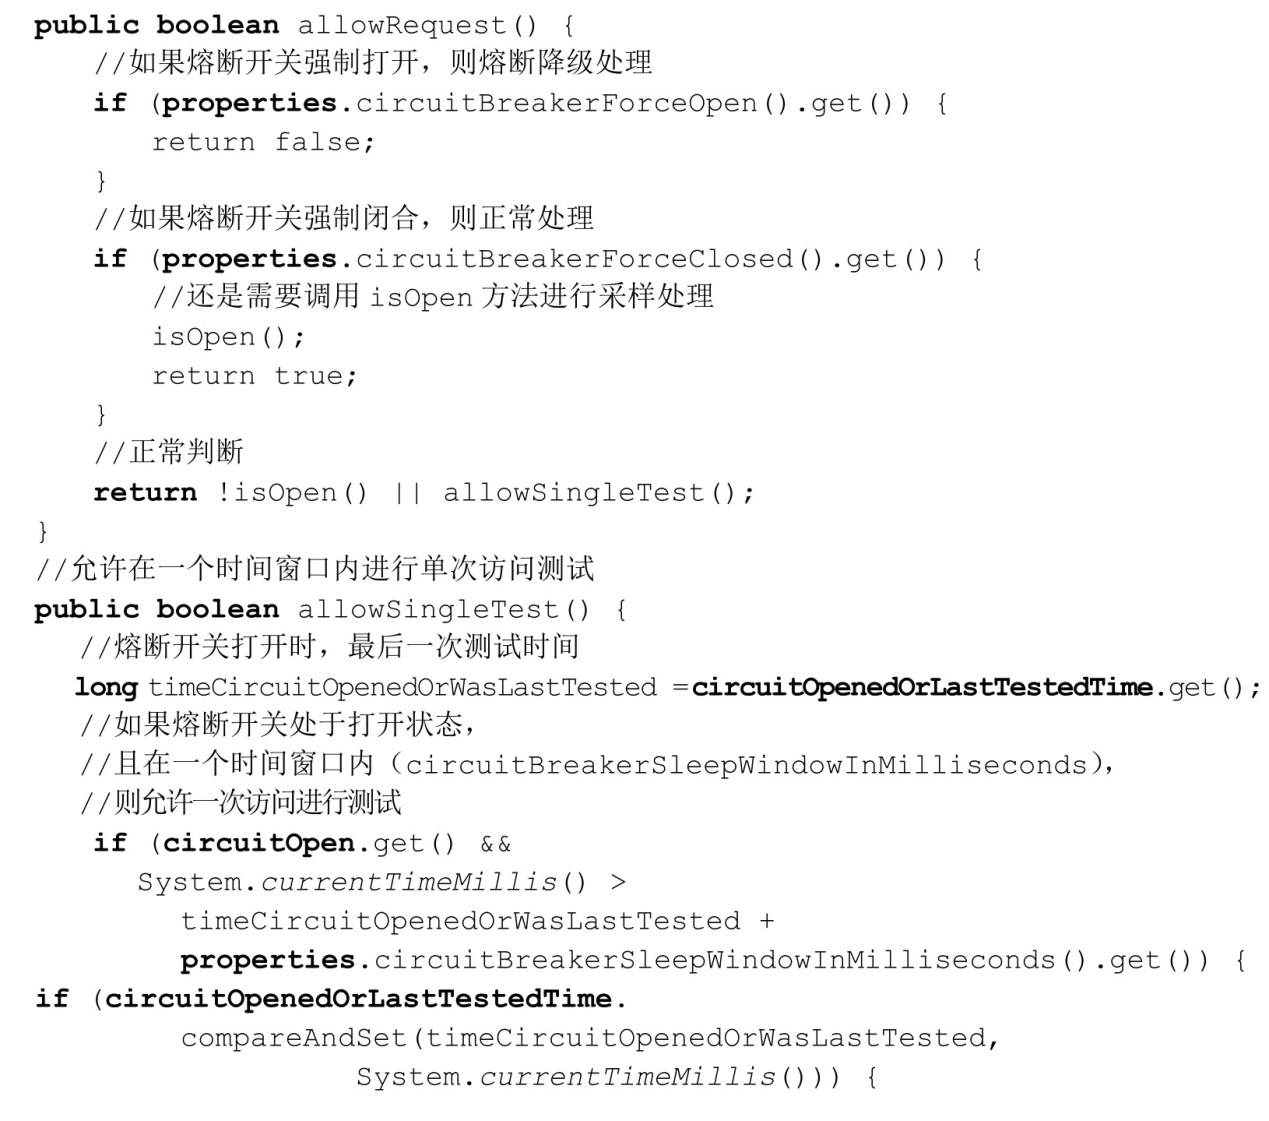 public boolean allowRequest() {
//如果熔断开关强制打开，则熔断降级处理
if (properties.circuitBreakerForceOpen().get()) {
return false;
}
//如果熔断开关强制闭合，则正常处理
if (properties.circuitBreakerForceClosed().get()) {
//还是需要调用 isOpen 方法进行采样处理
isOpen();
return true;
}
//正常判断
return !isOpen() || allowSingleTest();
}
//允许在一个时间窗口内进行单次访问测试
public boolean allowSingleTest() {
//熔断开关打开时，最后一次测试时间
long timeCircuitOpenedOrWasLastTested =circuitOpenedOrLastTestedTime.get();
//如果熔断开关处于打开状态，
//且在一个时间窗口内（circuitBreakerSleepWindowInMilliseconds），
//则允许一次访问进行测试
if (circuitOpen.get() &&
System.currentTimeMillis() >
timeCircuitOpenedOrWasLastTested +
properties.circuitBreakerSleepWindowInMilliseconds().get()) {
if (circuitOpenedOrLastTestedTime.
compareAndSet(timeCircuitOpenedOrWasLastTested,
System.currentTimeMillis())) {